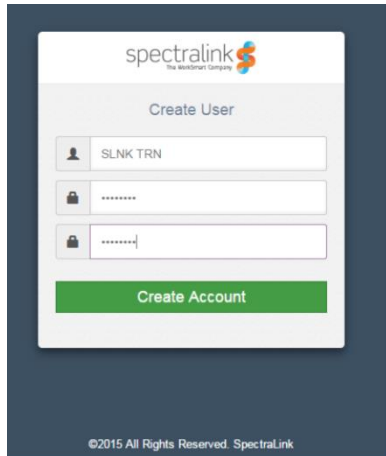 spectralink
The WorkSmart Company
Create User
SLNK TRN
••••••••
••••••••
Create Account
©2015 All Rights Reserved. SpectraLink